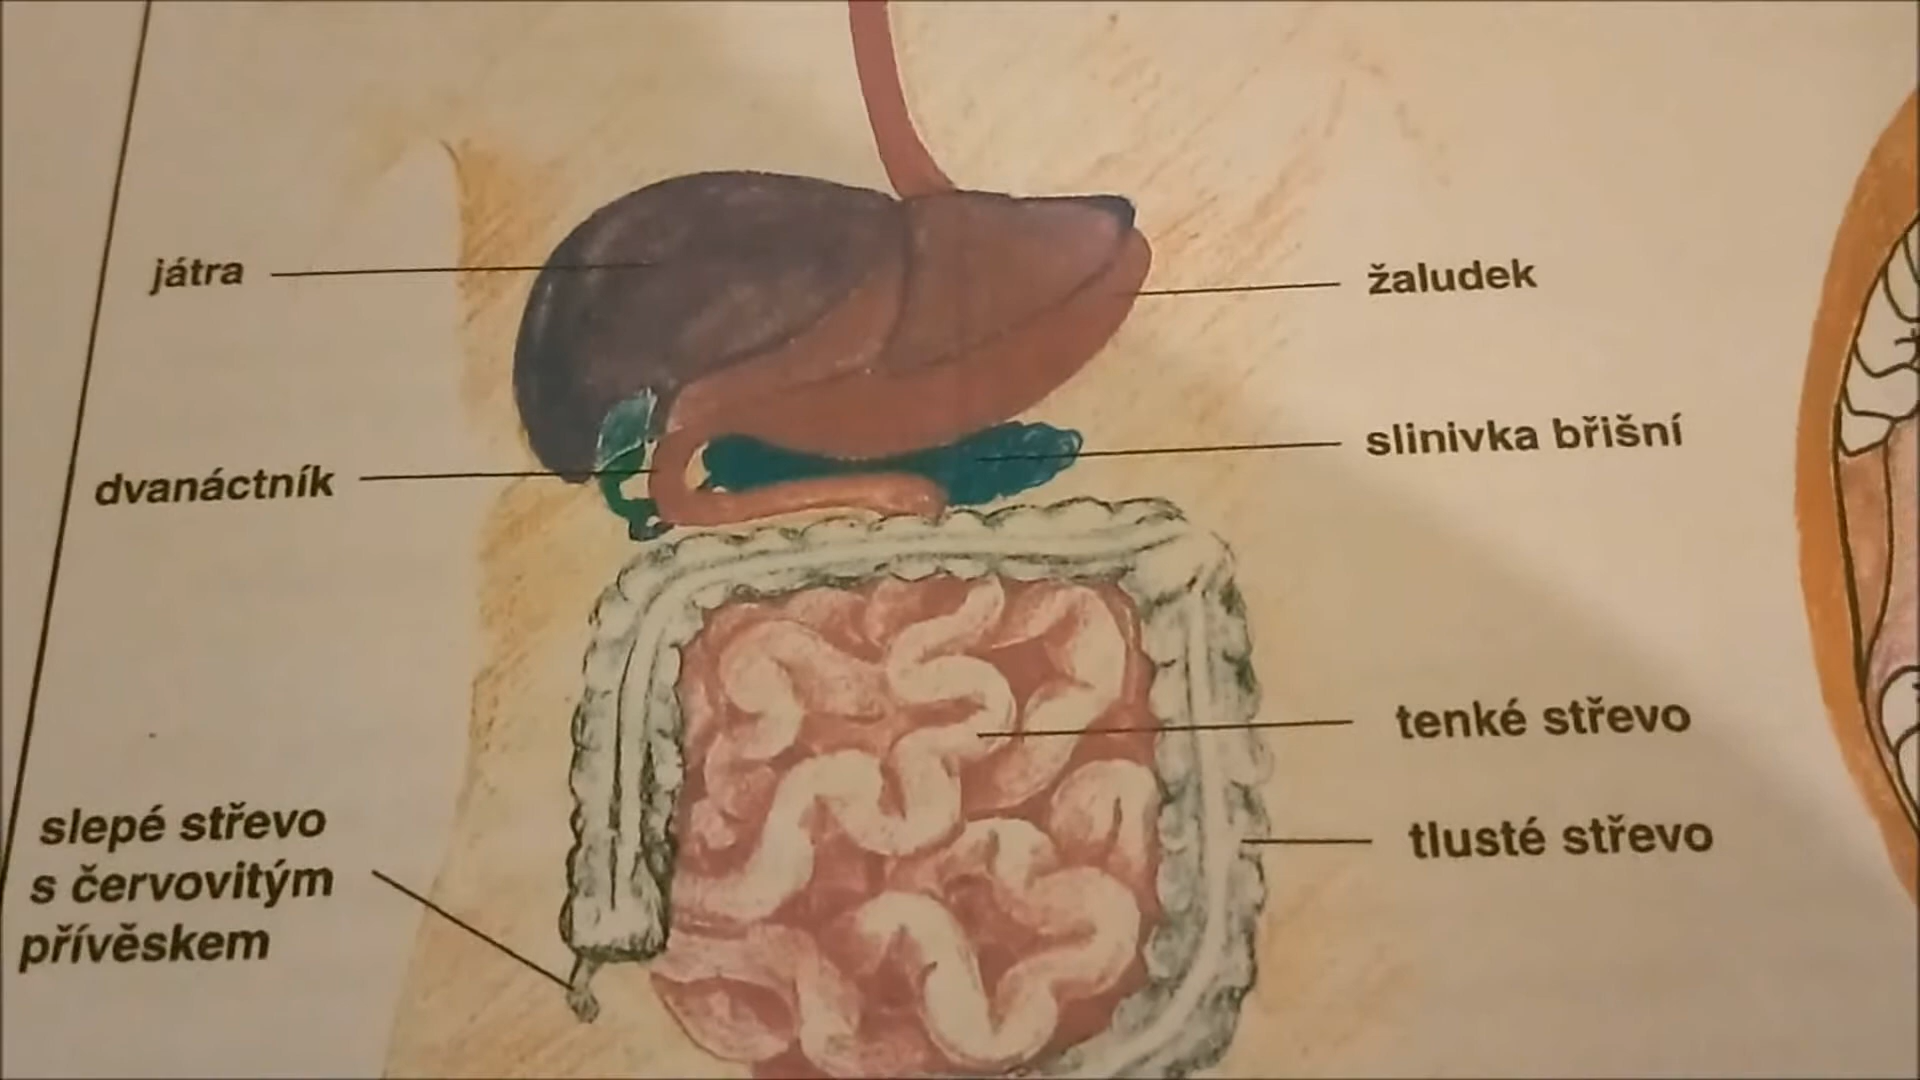 játra
žaludek
dvanáctník
slinivka břišní
tenké střevo
tlusté střevo
slepé střevo
s červovitým
přívěskem